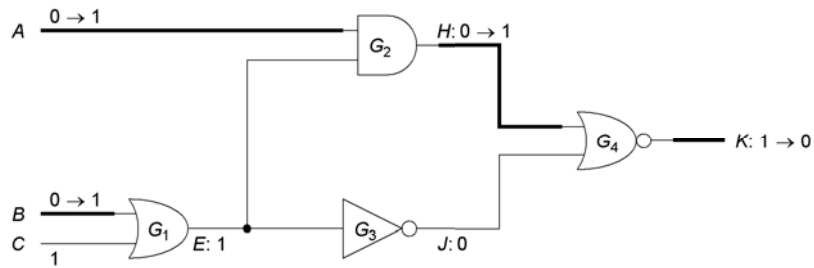 0 → 1
A
G2
H: 0 → 1
G4
K: 1 → 0
0 → 1
B
C
1
G1
E: 1
G3
J: 0